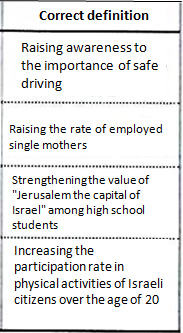 Correct definition
Raising awareness to
the importance of safe
driving
Raising the rate of employed
single mothers
Strengthening the value of
"Jerusalem the capital of
Israel" among high school
students
Increasing the
participation rate in
physical activities of Israeli
citizens over the age of 20